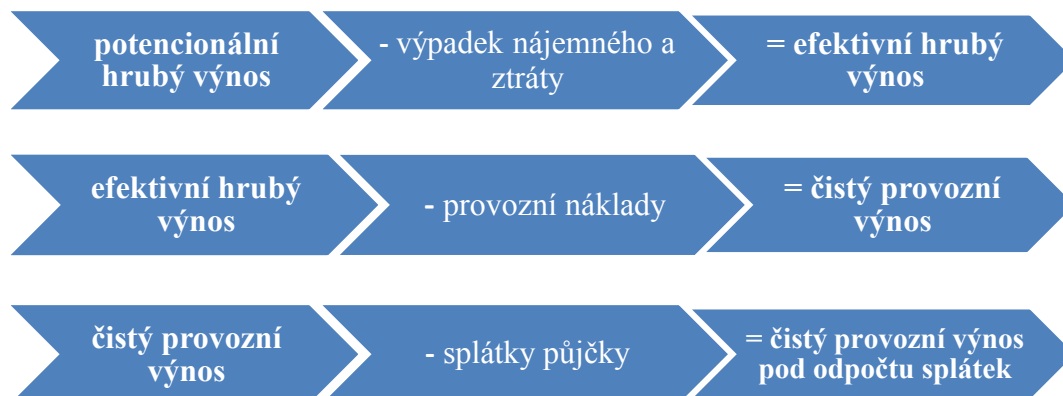 potencionální
hrubý výnos
- výpadek nájemného a
ztráty
= efektivní hrubý
výnos
efektivní hrubý
výnos
- provozní náklady
= čistý provozní
výnos
čistý provozní
výnos
- splátky půjčky
= čistý provozní výnos
pod odpočtu splátek